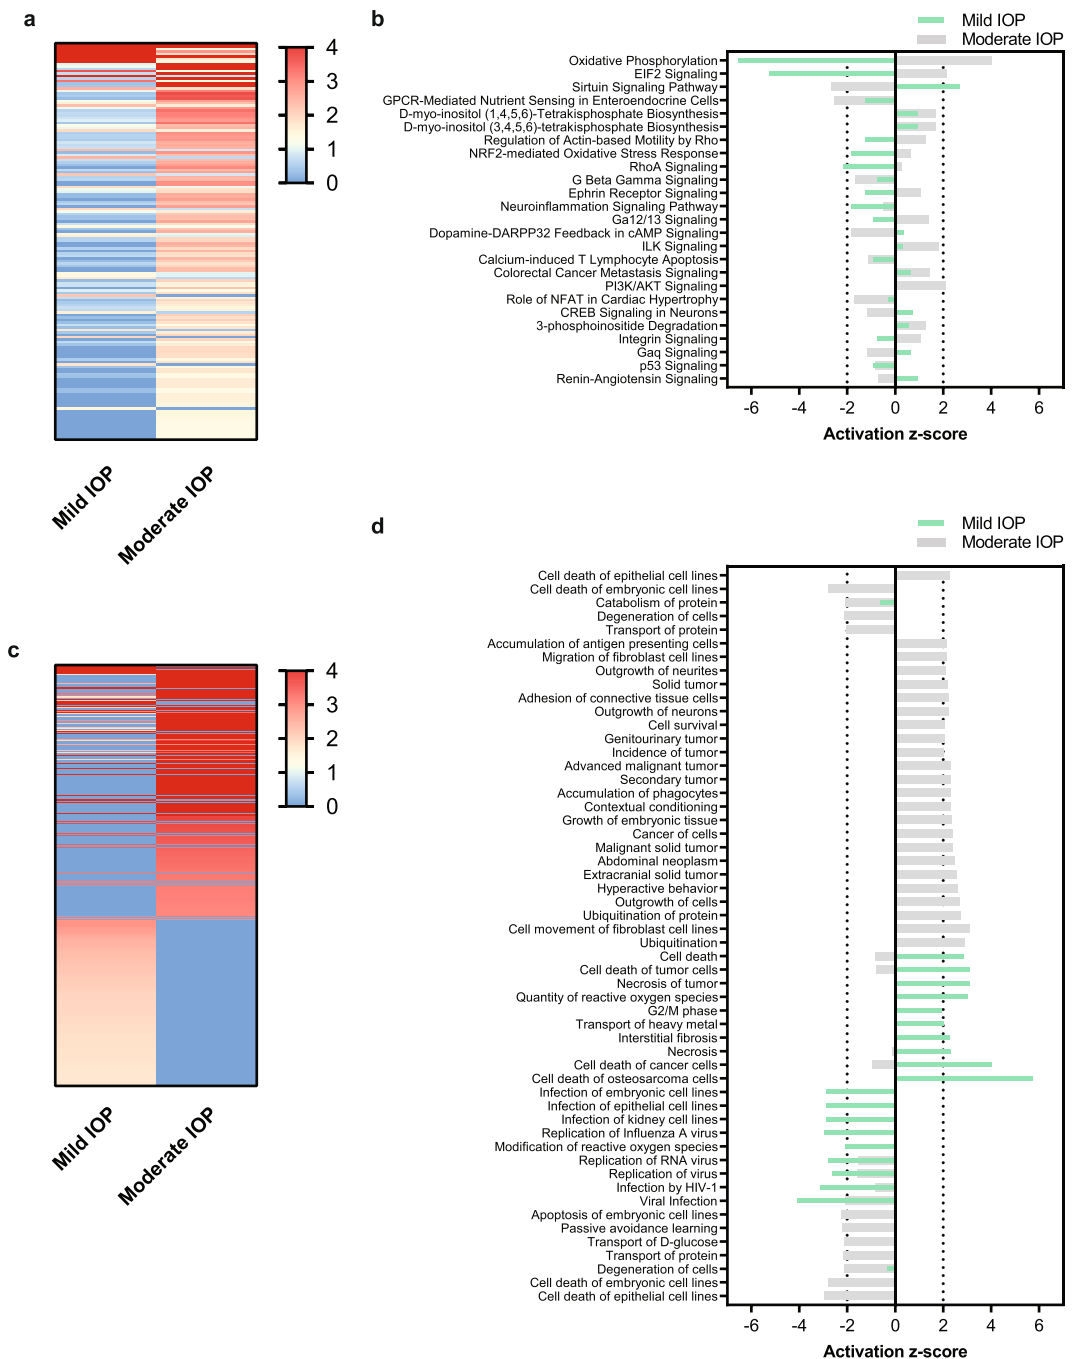 a
4
3
2
1
0
Mild IOP
Moderate IOP
b
Mild IOP
Moderate IOP
Oxidative Phosphorylation
EIF2 Signaling
Sirtuin Signaling Pathway
GPCR-Mediated Nutrient Sensing in Enteroendocrine Cells
D-myo-inositol (1,4,5,6)-Tetrakisphosphate Biosynthesis
D-myo-inositol (3,4,5,6)-tetrakisphosphate Biosynthesis
Regulation of Actin-based Motility by Rho
NRF2-mediated Oxidative Stress Response
RhoA Signaling
G Beta Gamma Signaling
Ephrin Receptor Signaling
Neuroinflammation Signaling Pathway
Ga12/13 Signaling
Dopamine-DARPP32 Feedback in cAMP Signaling
ILK Signaling
Calcium-induced T Lymphocyte Apoptosis
Colorectal Cancer Metastasis Signaling
PI3K/AKT Signaling
Role of NFAT in Cardiac Hypertrophy
CREB Signaling in Neurons
3-phosphoinositide Degradation
Integrin Signaling
Gaq Signaling
p53 Signaling
Renin-Angiotensin Signaling
-6 -4 -2 0 2 4 6
Activation z-score
c
4
3
2
1
0
Mild IOP
Moderate IOP
d
Mild IOP
Moderate IOP
Cell death of epithelial cell lines
Cell death of embryonic cell lines
Catabolism of protein
Degeneration of cells
Transport of protein
Accumulation of antigen presenting cells
Migration of fibroblast cell lines
Outgrowth of neurites
Solid tumor
Adhesion of connective tissue cells
Outgrowth of neurons
Cell survival
Genitourinary tumor
Incidence of tumor
Advanced malignant tumor
Secondary tumor
Accumulation of phagocytes
Contextual conditioning
Growth of embryonic tissue
Cancer of cells
Malignant solid tumor
Abdominal neoplasm
Extracranial solid tumor
Hyperactive behavior
Outgrowth of cells
Ubiquitination of protein
Cell movement of fibroblast cell lines
Ubiquitination
Cell death
Cell death of tumor cells
Necrosis of tumor
Quantity of reactive oxygen species
G2/M phase
Transport of heavy metal
Interstitial fibrosis
Necrosis
Cell death of cancer cells
Cell death of osteosarcoma cells
Infection of embryonic cell lines
Infection of epithelial cell lines
Infection of kidney cell lines
Replication of Influenza A virus
Modification of reactive oxygen species
Replication of RNA virus
Replication of virus
Infection by HIV-1
Viral Infection
Apoptosis of embryonic cell lines
Passive avoidance learning
Transport of D-glucose
Transport of protein
Degeneration of cells
Cell death of embryonic cell lines
Cell death of epithelial cell lines
-6 -4 -2 0 2 4 6
Activation z-score